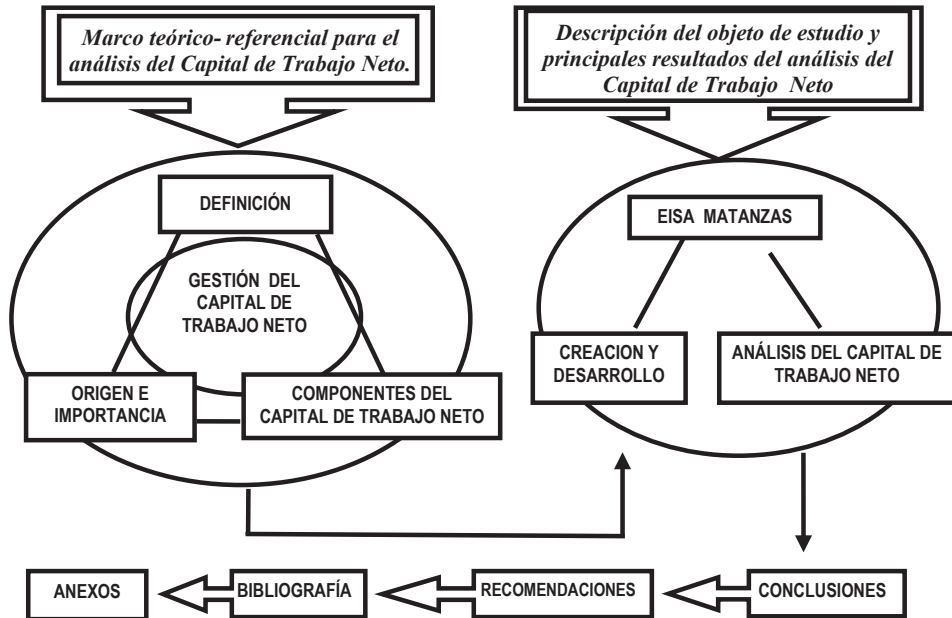 Marco teórico- referencial para el
análisis del Capital de Trabajo Neto.
Descripción del objeto de estudio y
principales resultados del análisis del
Capital de Trabajo Neto
DEFINICIÓN
GESTIÓN DEL
CAPITAL DE
TRABAJO NETO
ORIGEN E
IMPORTANCIA
COMPONENTES DEL
CAPITAL DE TRABAJO NETO
EISA MATANZAS
CREACION Y
DESARROLLO
ANÁLISIS DEL CAPITAL DE
TRABAJO NETO
ANEXOS
BIBLIOGRAFÍA
RECOMENDACIONES
CONCLUSIONES